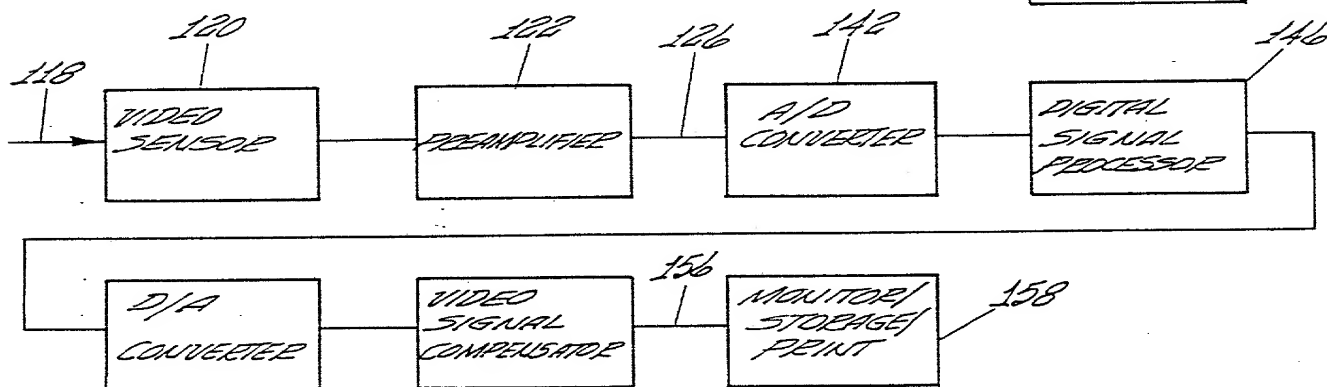 120
122
126
142
146
118
VIDEO
SENSOR
PREAMPLIFIER
A/D
CONVERTER
DIGITAL
SIGNAL
PROCESSOR
D/A
CONVERTER
VIDEO
SIGNAL
COMPENSATOR
156
MONITOR/
STORAGE/
PRINT
158